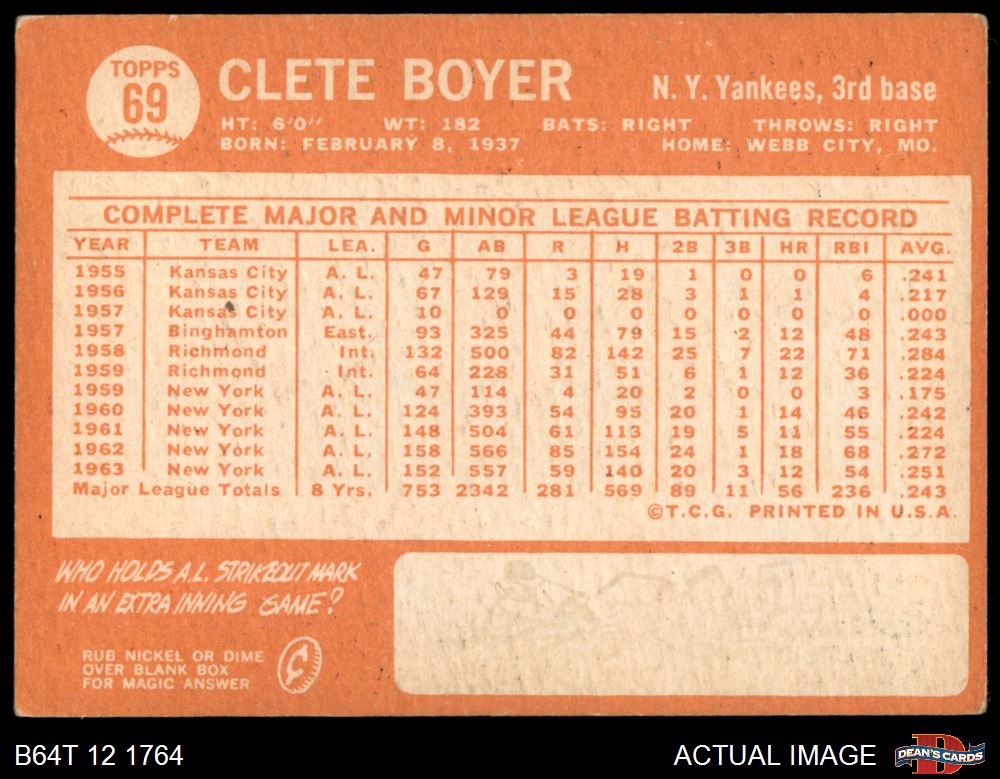 TOPPS
69
CLETE BOYER
N. Y. Yankees, 3rd base
HT: 6'0" WT: 182 BATS: RIGHT THROWS: RIGHT
BORN: FEBRUARY 8, 1937 HOME: WEBB CITY, MO.
COMPLETE MAJOR AND MINOR LEAGUE BATTING RECORD
YEAR TEAM LEA. G AB R H 2B 3B HR RBI AVG.
1955 Kansas City A. L. 47 79 3 19 1 0 0 6 .241
1956 Kansas City A. L. 67 129 15 28 3 1 1 4 .217
1957 Kansas City A. L. 10 0 0 0 0 0 0 0 .000
1957 Binghamton East. 93 325 44 79 15 2 12 48 .243
1958 Richmond Int. 132 500 82 142 25 7 22 71 .284
1959 Richmond Int. 64 228 31 51 6 1 12 36 .224
1959 New York A. L. 47 114 4 20 2 0 0 3 .175
1960 New York A. L. 124 393 54 95 20 1 14 46 .242
1961 New York A. L. 148 504 61 113 19 5 11 55 .224
1962 New York A. L. 158 566 85 154 24 1 18 68 .272
1963 New York A. L. 152 557 59 140 20 3 12 54 .251
Major League Totals 8 Yrs. 753 2342 281 569 89 11 56 236 .243
©T.C.G. PRINTED IN U.S.A.
WHO HOLDS A.L. STRIKEOUT MARK
IN AN EXTRA INNING GAME?
RUB NICKEL OR DIME
OVER BLANK BOX
FOR MAGIC ANSWER
¢
B64T 12 1764
ACTUAL IMAGE
D
DEAN'S CARDS